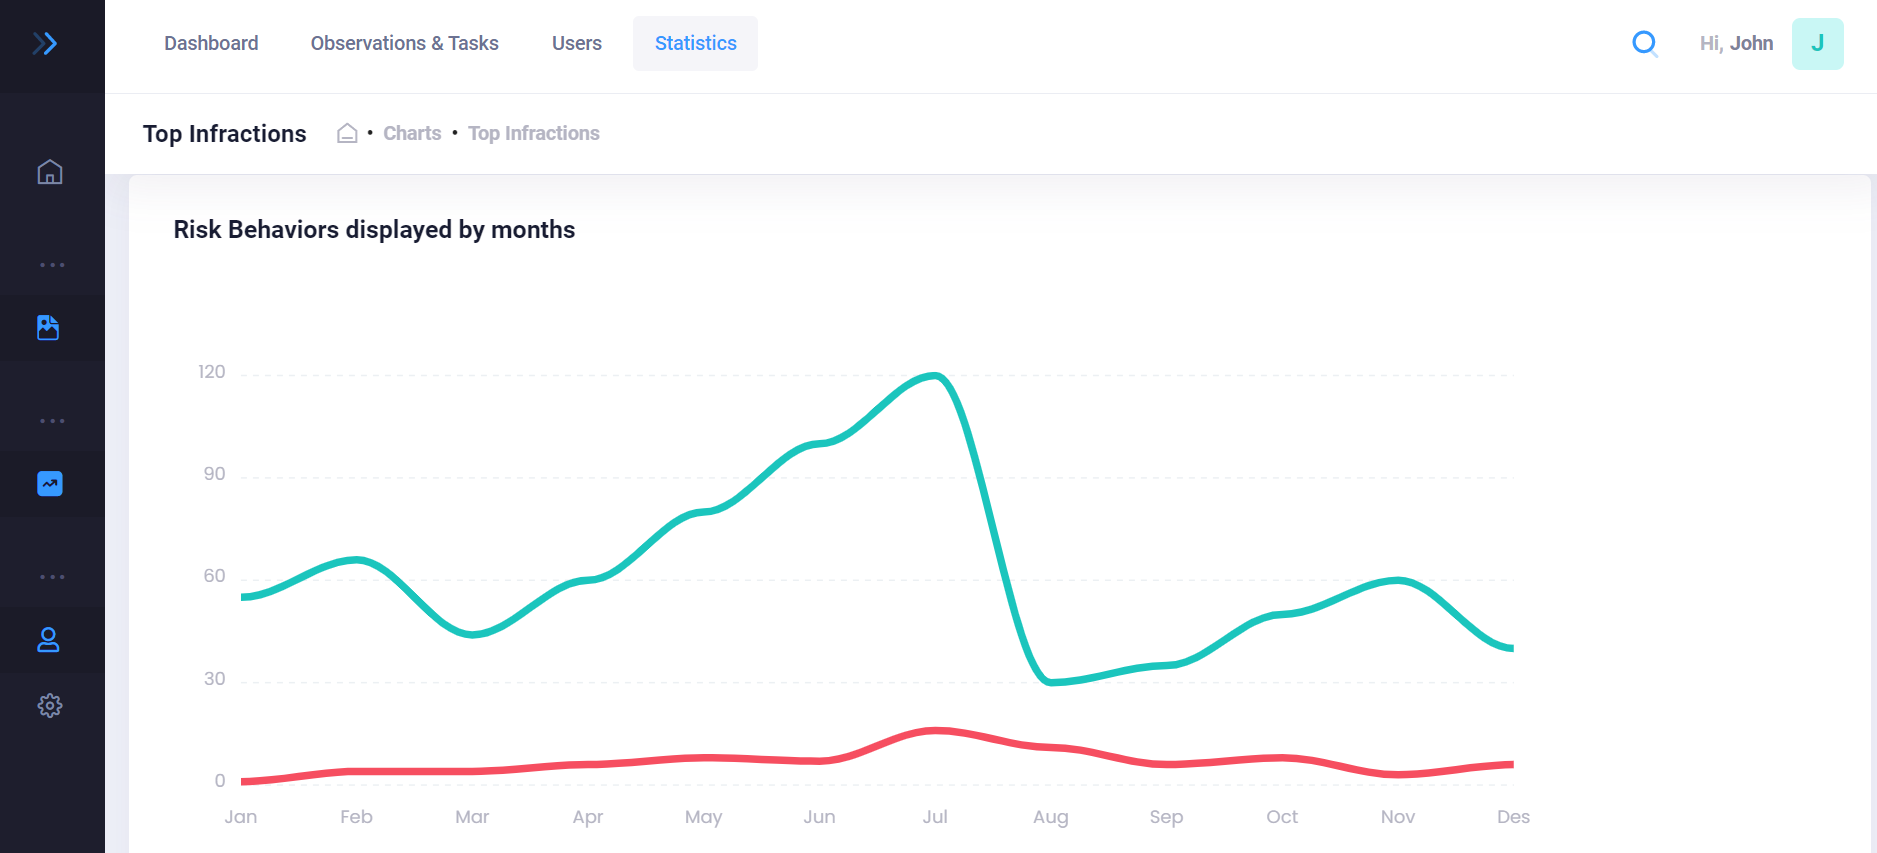 Dashboard Observations & Tasks Users Statistics Hi, John J
Top Infractions • Charts • Top Infractions
Risk Behaviors displayed by months
120
90
60
30
0
Jan Feb Mar Apr May Jun Jul Aug Sep Oct Nov Des